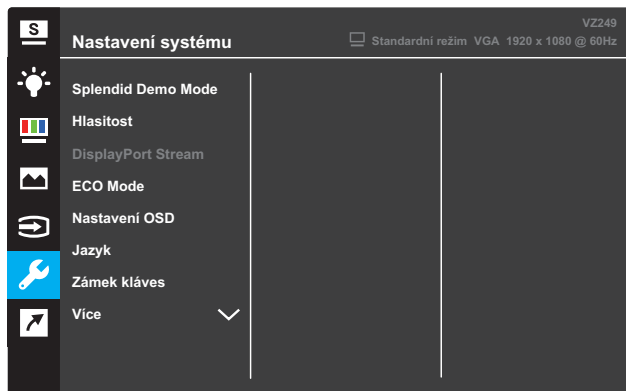 S
VZ249
Nastavení systému
Standardní režim VGA 1920 x 1080 @ 60Hz
Splendid Demo Mode
Hlasitost
DisplayPort Stream
ECO Mode
Nastavení OSD
Jazyk
Zámek kláves
Více